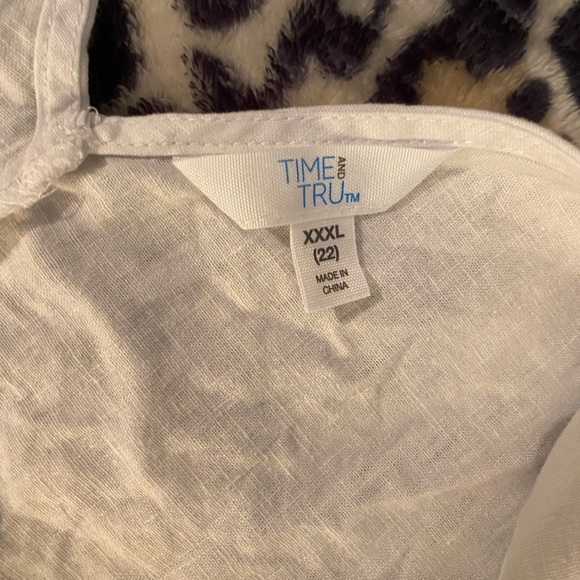 TIME AND
TRU™
XXXL
(22)
MADE IN
CHINA